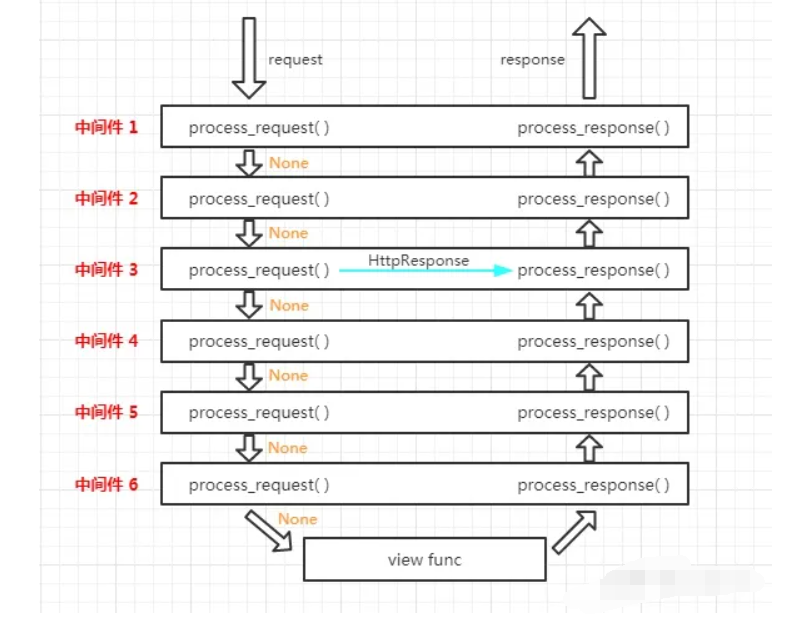 request response
中间件 1 process_request( ) process_response( )
None
中间件 2 process_request( ) process_response( )
None
中间件 3 process_request( ) HttpResponse process_response( )
None
中间件 4 process_request( ) process_response( )
None
中间件 5 process_request( ) process_response( )
None
中间件 6 process_request( ) process_response( )
None
view func